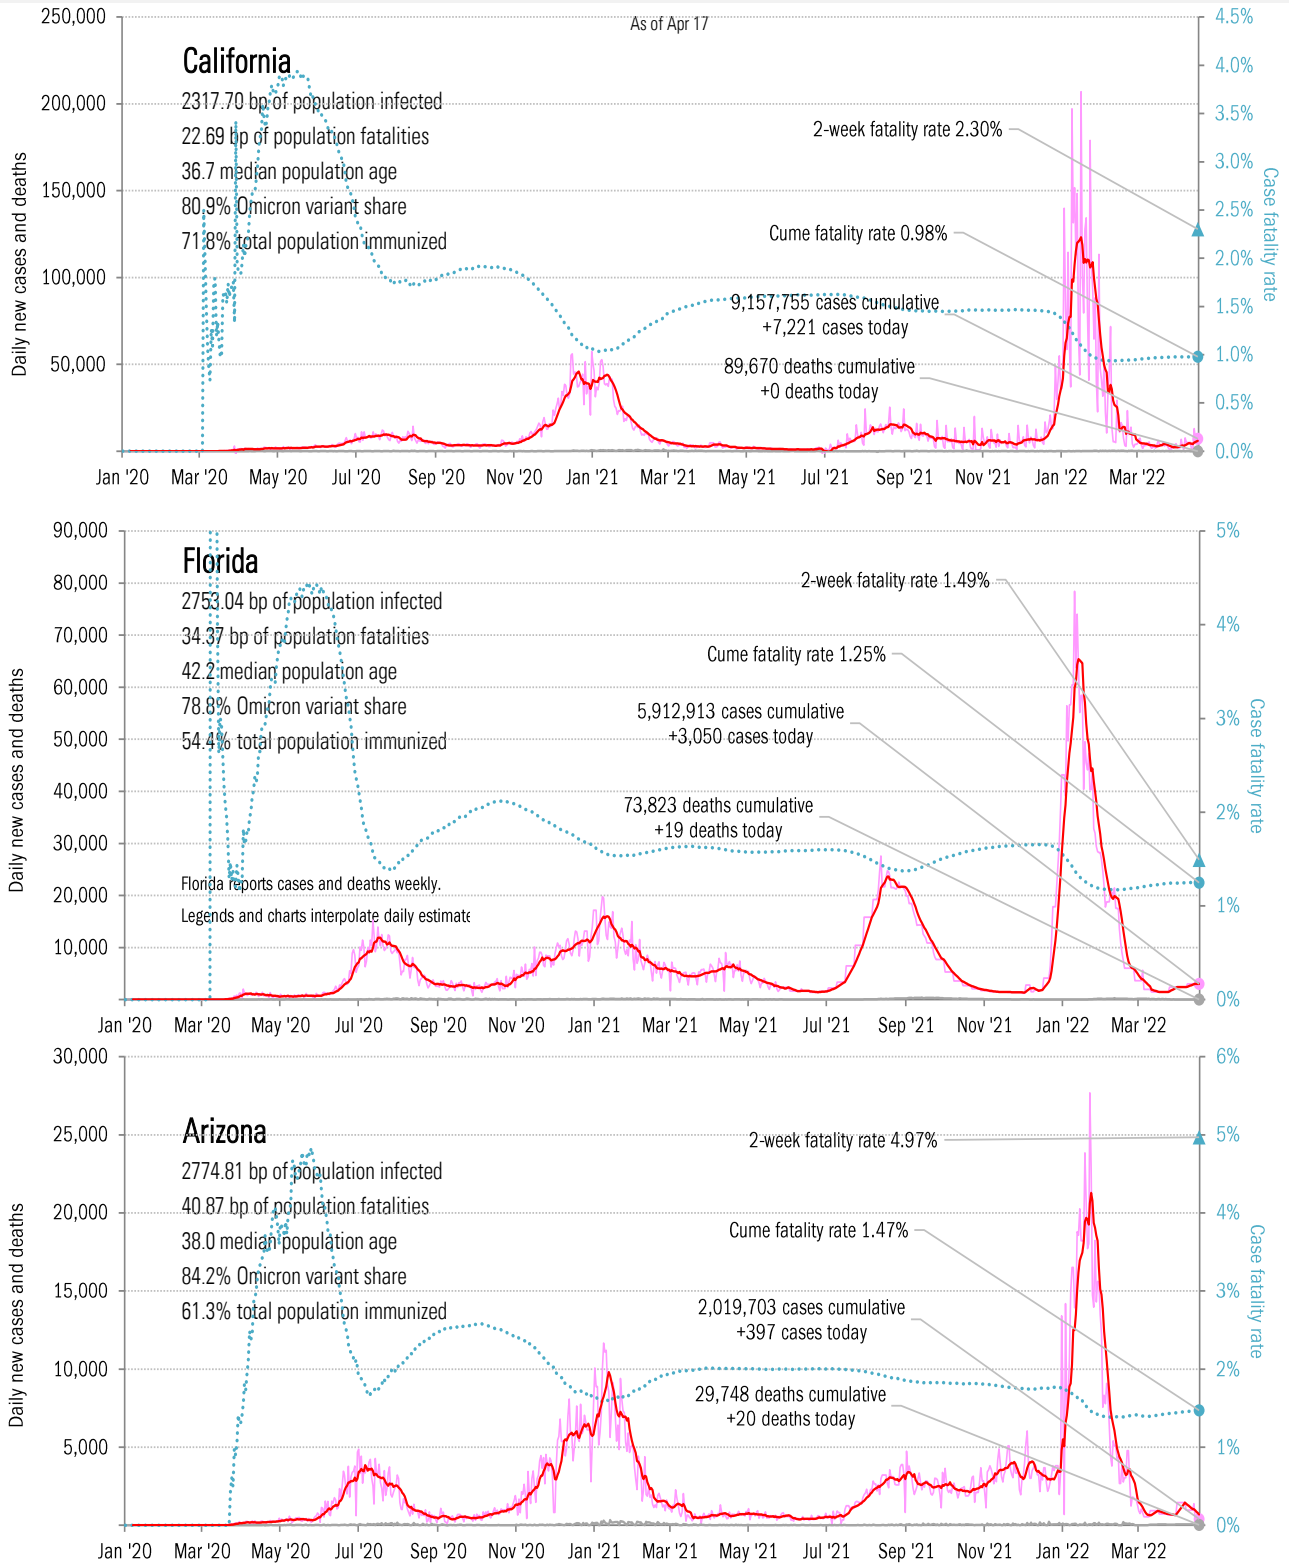 As of Apr 17
California
2317.70 bp of population infected
22.69 bp of population fatalities
36.7 median population age
80.9% Omicron variant share
71.8% total population immunized
2-week fatality rate 2.30%
Cume fatality rate 0.98%
9,157,755 cases cumulative
+7,221 cases today
89,670 deaths cumulative
+0 deaths today
Daily new cases and deaths
250,000
200,000
150,000
100,000
50,000
-
4.5%
4.0%
3.5%
3.0%
2.5%
2.0%
1.5%
1.0%
0.5%
0.0%
Case fatality rate
Jan '20 Mar '20 May '20 Jul '20 Sep '20 Nov '20 Jan '21 Mar '21 May '21 Jul '21 Sep '21 Nov '21 Jan '22 Mar '22
Florida
2753.04 bp of population infected
34.37 bp of population fatalities
42.2 median population age
78.8% Omicron variant share
54.4% total population immunized
Florida reports cases and deaths weekly.
Legends and charts interpolate daily estimate
2-week fatality rate 1.49%
Cume fatality rate 1.25%
5,912,913 cases cumulative
+3,050 cases today
73,823 deaths cumulative
+19 deaths today
Daily new cases and deaths
90,000
80,000
70,000
60,000
50,000
40,000
30,000
20,000
10,000
-
5%
4%
3%
2%
1%
0%
Case fatality rate
Jan '20 Mar '20 May '20 Jul '20 Sep '20 Nov '20 Jan '21 Mar '21 May '21 Jul '21 Sep '21 Nov '21 Jan '22 Mar '22
Arizona
2774.81 bp of population infected
40.87 bp of population fatalities
38.0 median population age
84.2% Omicron variant share
61.3% total population immunized
2-week fatality rate 4.97%
Cume fatality rate 1.47%
2,019,703 cases cumulative
+397 cases today
29,748 deaths cumulative
+20 deaths today
Daily new cases and deaths
30,000
25,000
20,000
15,000
10,000
5,000
-
6%
5%
4%
3%
2%
1%
0%
Case fatality rate
Jan '20 Mar '20 May '20 Jul '20 Sep '20 Nov '20 Jan '21 Mar '21 May '21 Jul '21 Sep '21 Nov '21 Jan '22 Mar '22